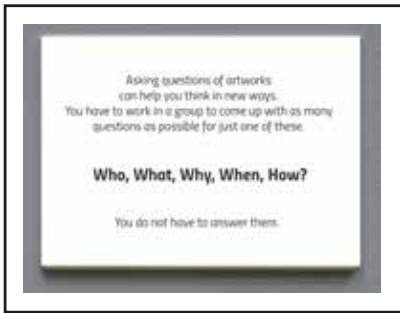 Asking questions of artworks
can help you think in new ways.
You have to work in a group to come up with as many
questions as possible for just one of these.
Who, What, Why, When, How?
You do not have to answer them.